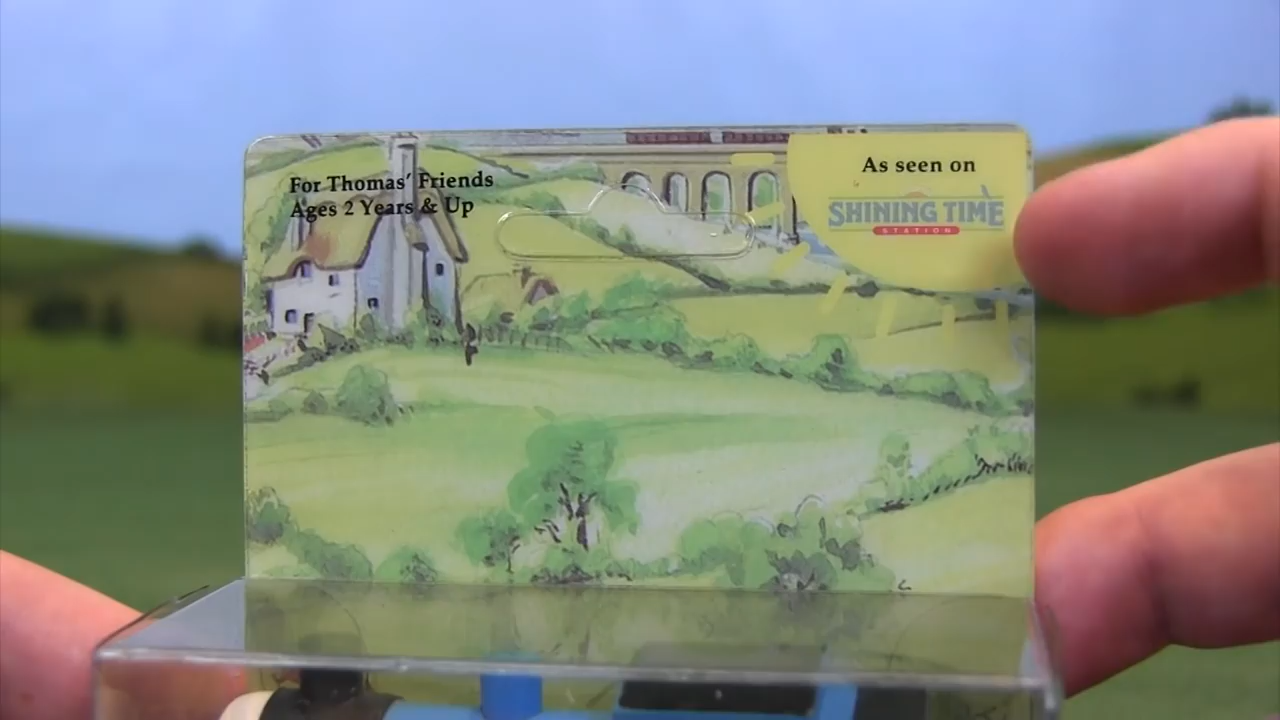 For Thomas' Friends
Ages 2 Years & Up
As seen on
SHINING TIME
STATION